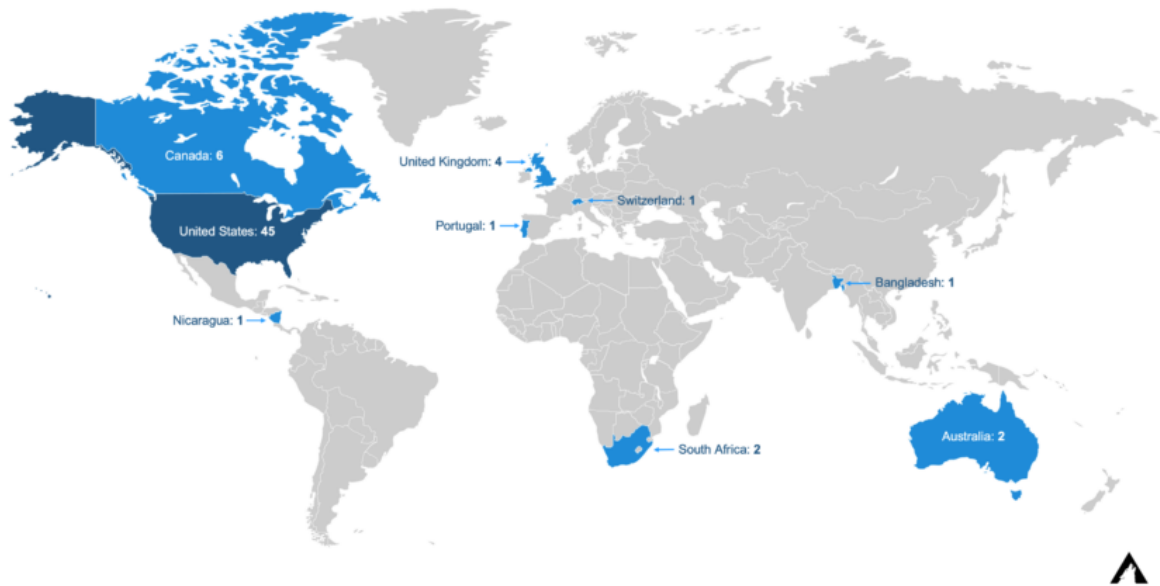 Canada: 6
United Kingdom: 4
Switzerland: 1
Portugal: 1
United States: 45
Bangladesh: 1
Nicaragua: 1
Australia: 2
South Africa: 2